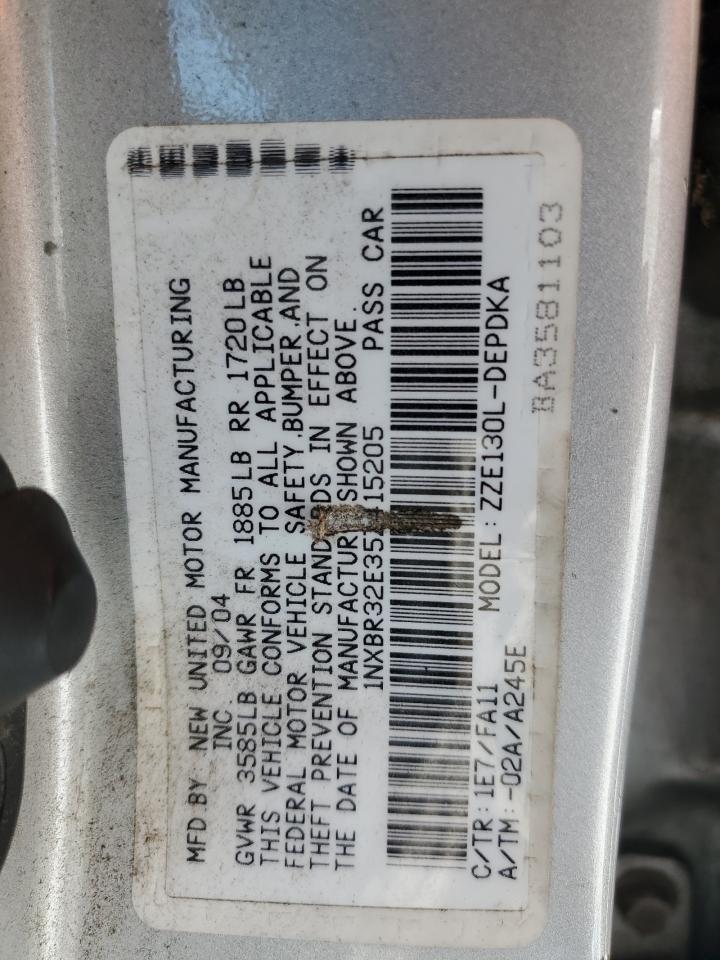 MFD BY NEW UNITED MOTOR MANUFACTURING
INC. 09/04
GVWR 3585LB GAWR FR 1885LB RR 1720LB
THIS VEHICLE CONFORMS TO ALL APPLICABLE
FEDERAL MOTOR VEHICLE SAFETY,BUMPER,AND
THEFT PREVENTION STANDARDS IN EFFECT ON
THE DATE OF MANUFACTURE SHOWN ABOVE.
PASS CAR
C/TR:1E7/FA11 MODEL:ZZE130L-DEPDKA
A/TM:-02A/A245E
BA3581103